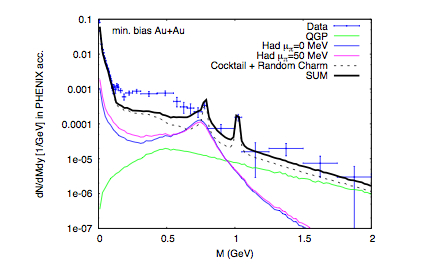 0.1
0.01
0.001
0.0001
1e-05
1e-06
1e-07
dN/dMdy [1/GeV] in PHENIX acc.
min. bias Au+Au
Data
QGP
Had μπ=0 MeV
Had μπ=50 MeV
Cocktail + Random Charm
SUM
0 0.5 1 1.5 2
M (GeV)